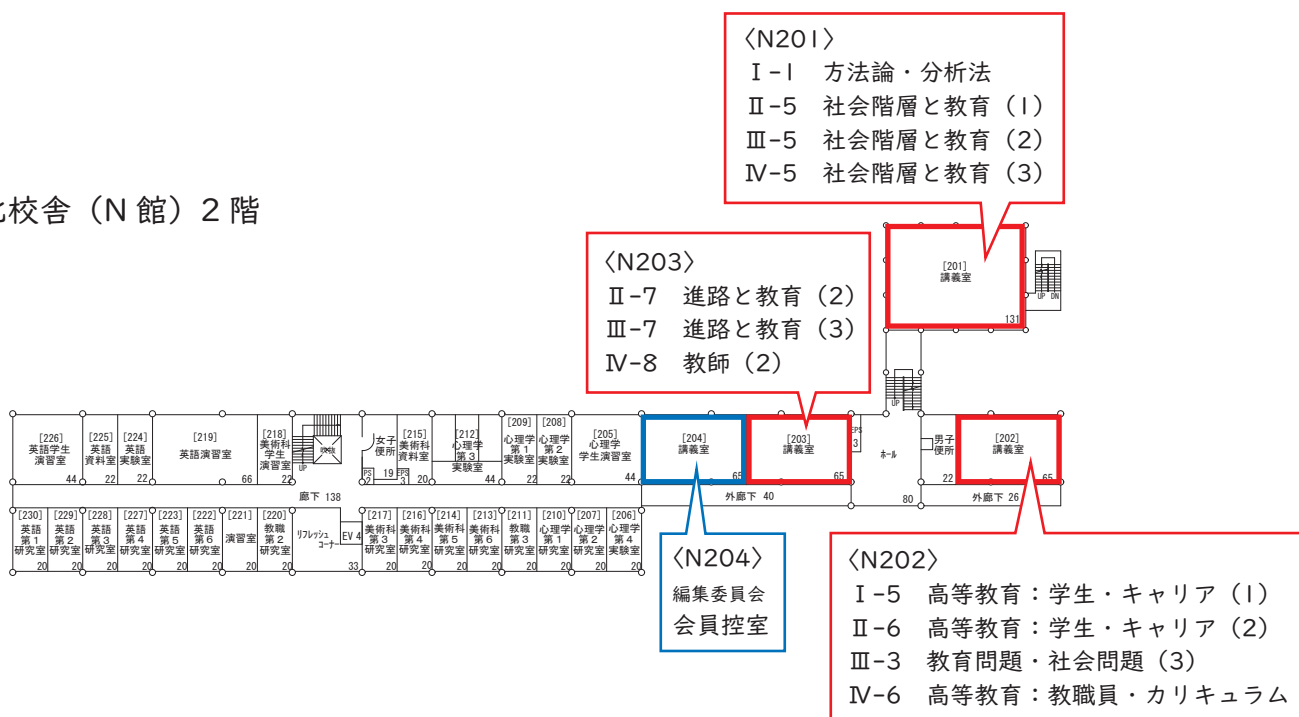 〈N201〉
Ⅰ-1 方法論・分析法
Ⅱ-5 社会階層と教育（1）
Ⅲ-5 社会階層と教育（2）
Ⅳ-5 社会階層と教育（3）
校舎（N 館）2 階
〈N203〉
Ⅱ-7 進路と教育（2）
Ⅲ-7 進路と教育（3）
Ⅳ-8 教師（2）
[201]
講義室
131
UP DN
UP
[226]
英語学生
演習室
44
[225]
英語
資料室
22
[224]
英語
実験室
22
[219]
英語演習室
66
[218]
美術科
学生
演習室
22
UP
女子
便所
19
PS
2
EPS
3
[215]
美術科
資料室
20
[212]
心理学
第3
実験室
44
[209]
心理学
第1
実験室
22
[208]
心理学
第2
実験室
22
[205]
心理学
学生演習室
44
[204]
講義室
65
[203]
講義室
65
EPS
3
ホール
80
男子
便所
22
[202]
講義室
65
廊下 138
外廊下 40
外廊下 26
[230]
英語
第1
研究室
20
[229]
英語
第2
研究室
20
[228]
英語
第3
研究室
20
[227]
英語
第4
研究室
20
[223]
英語
第5
研究室
20
[222]
英語
第6
研究室
20
[221]
演習室
20
[220]
教職
第2
研究室
20
リフレッシュ
コーナー
33
EV 4
[217]
美術科
第3
研究室
20
[216]
美術科
第4
研究室
20
[214]
美術科
第5
研究室
20
[213]
美術科
第6
研究室
20
[211]
教職
第3
研究室
20
[210]
心理学
第1
研究室
20
[207]
心理学
第2
研究室
20
[206]
心理学
第4
実験室
20
〈N204〉
編集委員会
会員控室
〈N202〉
Ⅰ-5 高等教育：学生・キャリア（1）
Ⅱ-6 高等教育：学生・キャリア（2）
Ⅲ-3 教育問題・社会問題（3）
Ⅳ-6 高等教育：教職員・カリキュラム